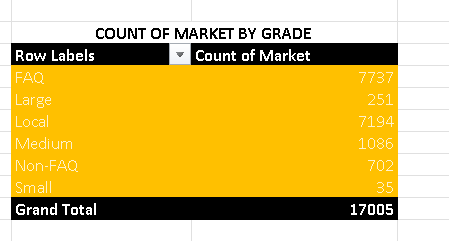 COUNT OF MARKET BY GRADE
Row Labels Count of Market
FAQ 7737
Large 251
Local 7194
Medium 1086
Non-FAQ 702
Small 35
Grand Total 17005